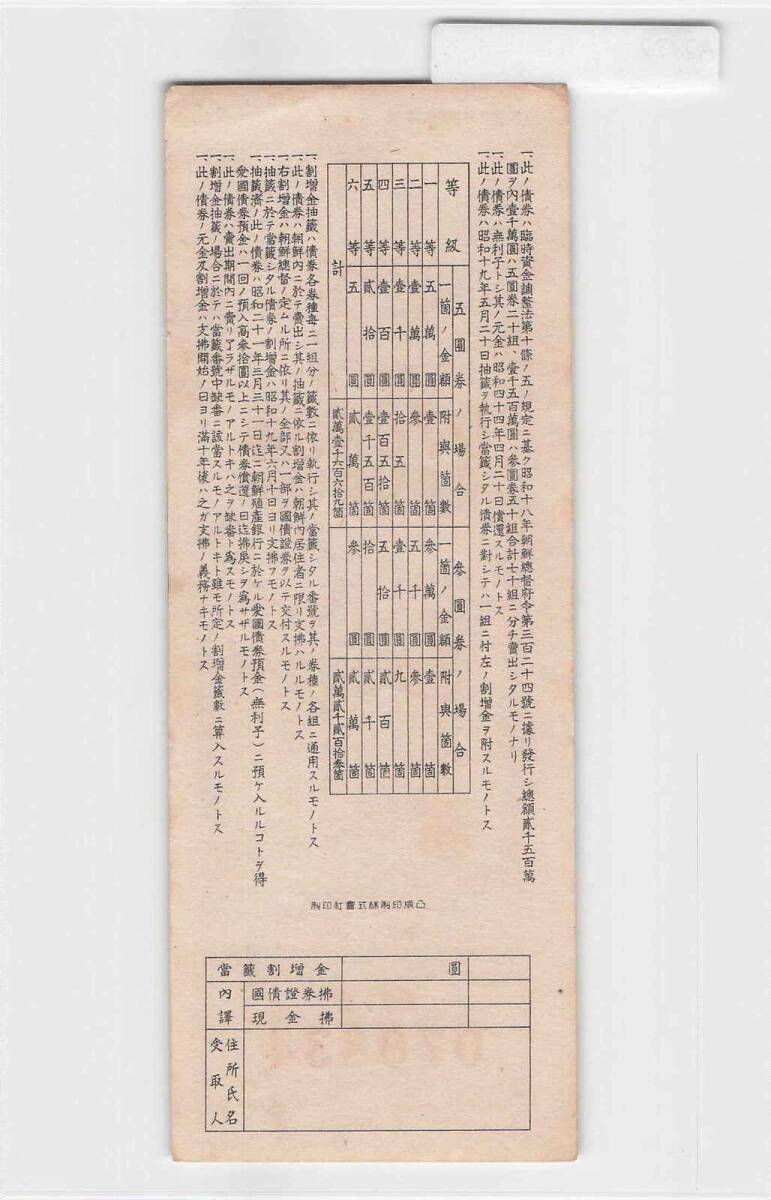 一、此ノ債券ハ臨時資金調整法第十條ノ五ノ規定ニ基ク昭和十八年朝鮮總督府令第三百二十四號ニ據リ發行シ總額貳千五百萬
圓ヲ內壹千萬圓ハ五圓券二十組、壹千五百萬圓ハ參圓券五十組合計七十組ニ分チ賣出シタルモノナリ
一、此ノ債券ハ無利子トシ其ノ元金ハ昭和四十四年四月二十日償還スルモノトス
一、此ノ債券ハ昭和十九年五月二十日抽籤ヲ執行シ當籤シタル債券ニ對シテハ一組ニ付左ノ割增金ヲ附スルモノトス
等級 五圓券ノ場合 參圓券ノ場合
一箇ノ金額 附與箇數 一箇ノ金額 附與箇數
一等 五萬圓 壹箇 參萬圓 壹箇
二等 壹萬圓 參箇 五千圓 參箇
三等 壹千圓 拾五箇 壹千圓 九箇
四等 壹百圓 壹百五拾箇 五拾圓 貳百箇
五等 貳拾圓 壹千五百箇 拾圓 貳千箇
六等 五圓 貳萬箇 參圓 貳萬箇
計 貳萬壹千六百六拾九箇 貳萬貳千貳百拾參箇
一、割增金抽籤ハ債券各券種每ニ一組分ノ籤數ニ依リ執行シ其ノ當籤シタル番號ヲ其ノ券種ノ各組ニ通用スルモノトス
一、此ノ債券ハ朝鮮內ニ於テ賣出シ其ノ抽籤ニ依ル割增金ハ朝鮮內居住者ニ限リ支拂ハルルモノトス
一、右割增金ハ朝鮮總督ノ定ムル所ニ依リ其ノ全部又ハ一部ヲ國債證券ヲ以テ交付スルモノトス
一、抽籤ニ於テ當籤シタル債券ノ割增金ハ昭和十九年六月十日ヨリ支拂フモノトス
一、抽籤濟ノ此ノ債券ハ昭和二十一年三月三十一日迄ニ朝鮮殖產銀行ニ於ケル愛國債券預金(無利子)ニ預ケ入ルルコトヲ得
愛國債券預金ハ一回ノ預入高參拾圓以上ニシテ債券償還ノ日迄拂戾シヲ爲サザルモノトス
一、此ノ債券ハ賣出期間內ニ賣リ了ラザルモノアルトキハ之ヲ缺番ト爲スモノトス
一、割增金抽籤ノ場合ニ於テハ當籤番號中缺番ニ該當スルモノアルトキト雖モ所定ノ割增金籤數ニ算入スルモノトス
一、此ノ債券ノ元金及割增金ハ支拂開始ノ日ヨリ滿十年後ハ之ガ支拂ノ義務ナキモノトス
凸版印刷株式會社印刷
當籤割增金 圓
內譯 國債證券拂
現金拂
受取人 住所氏名